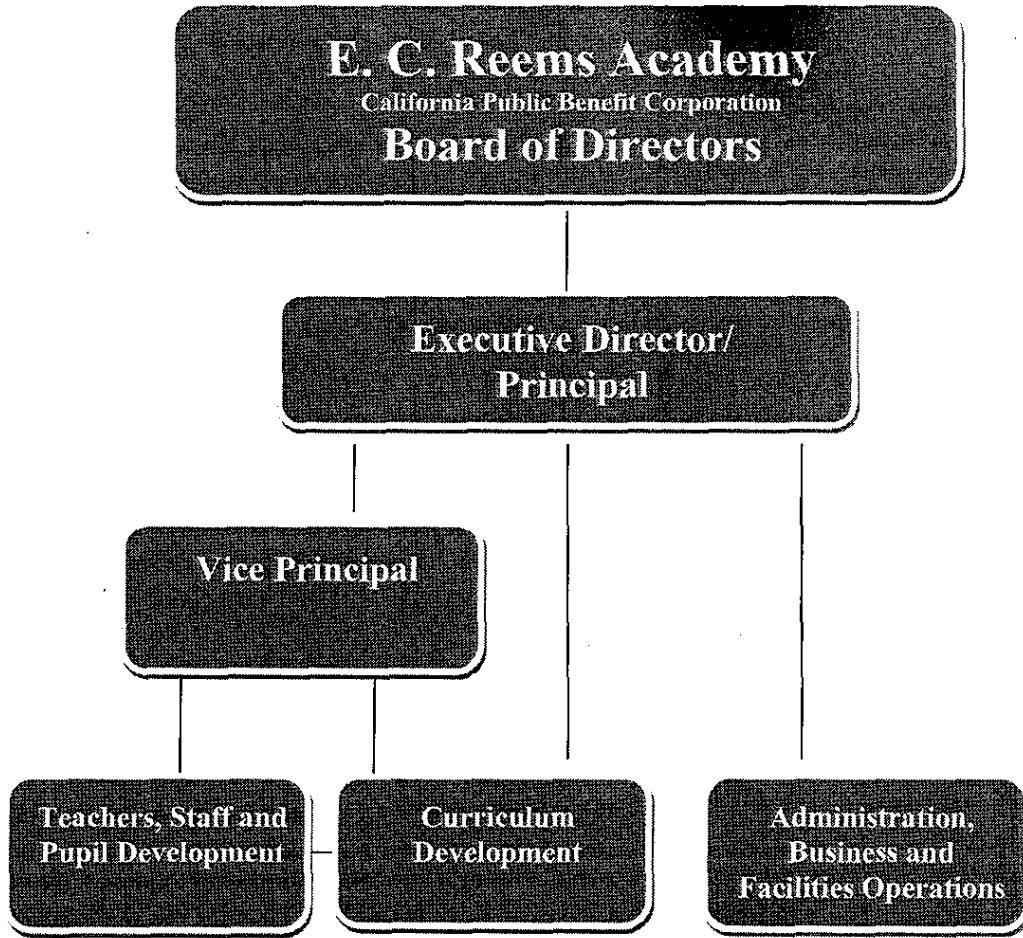 E. C. Reems Academy
California Public Benefit Corporation
Board of Directors
Executive Director/
Principal
Vice Principal
Teachers, Staff and
Pupil Development
Curriculum
Development
Administration,
Business and
Facilities Operations